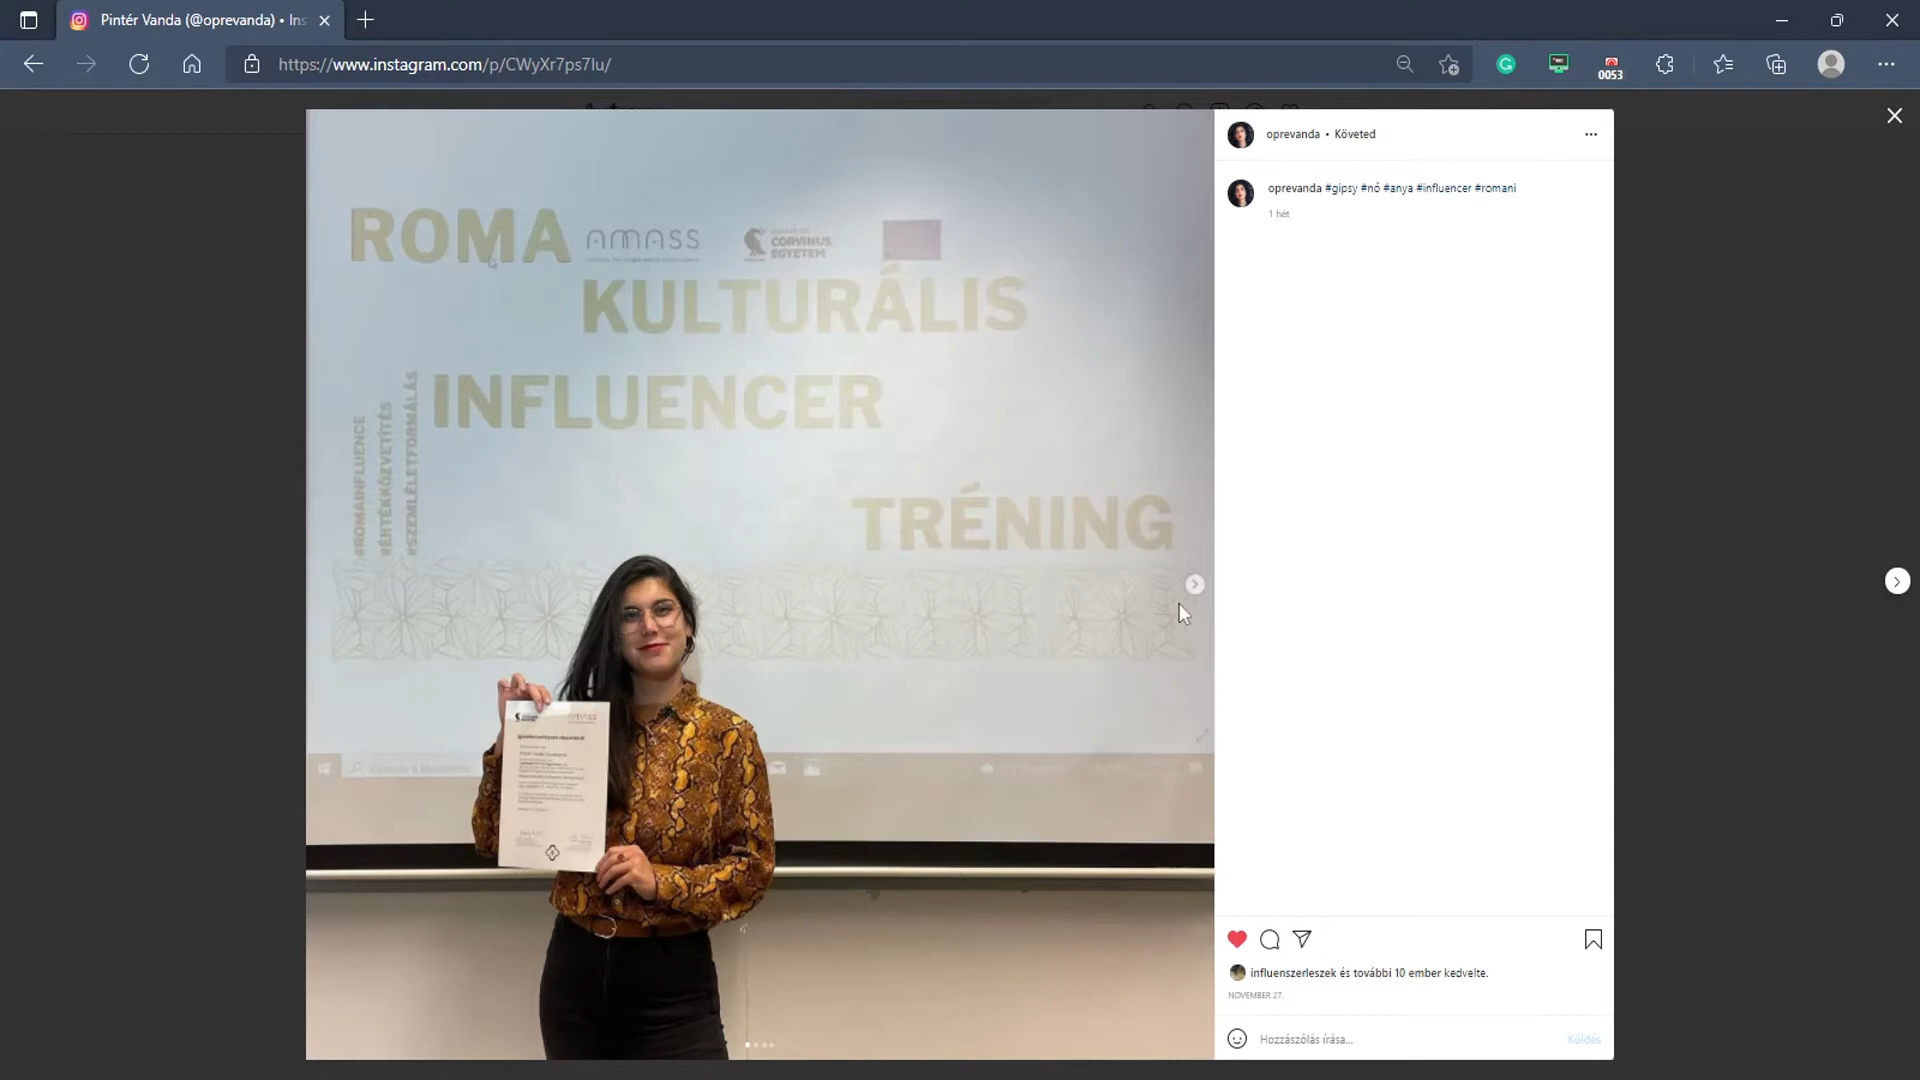 Pintér Vanda (@oprevanda) • Ins
https://www.instagram.com/p/CWyXr7ps7lu/
0053
ROMA
AMASS
CORVINUS
EGYETEM
KULTURÁLIS
INFLUENCER
TRÉNING
#ROMAINFLUENCE
#ÉRTÉKKÖZVETÍTÉS
#SZEMLÉLETFORMÁLÁS
oprevanda • Követed
oprevanda #gipsy #nó #anya #influencer #romani
1 hét
influenszerleszek és további 10 ember kedvelte.
NOVEMBER 27.
Hozzászólás írása...
Küldés